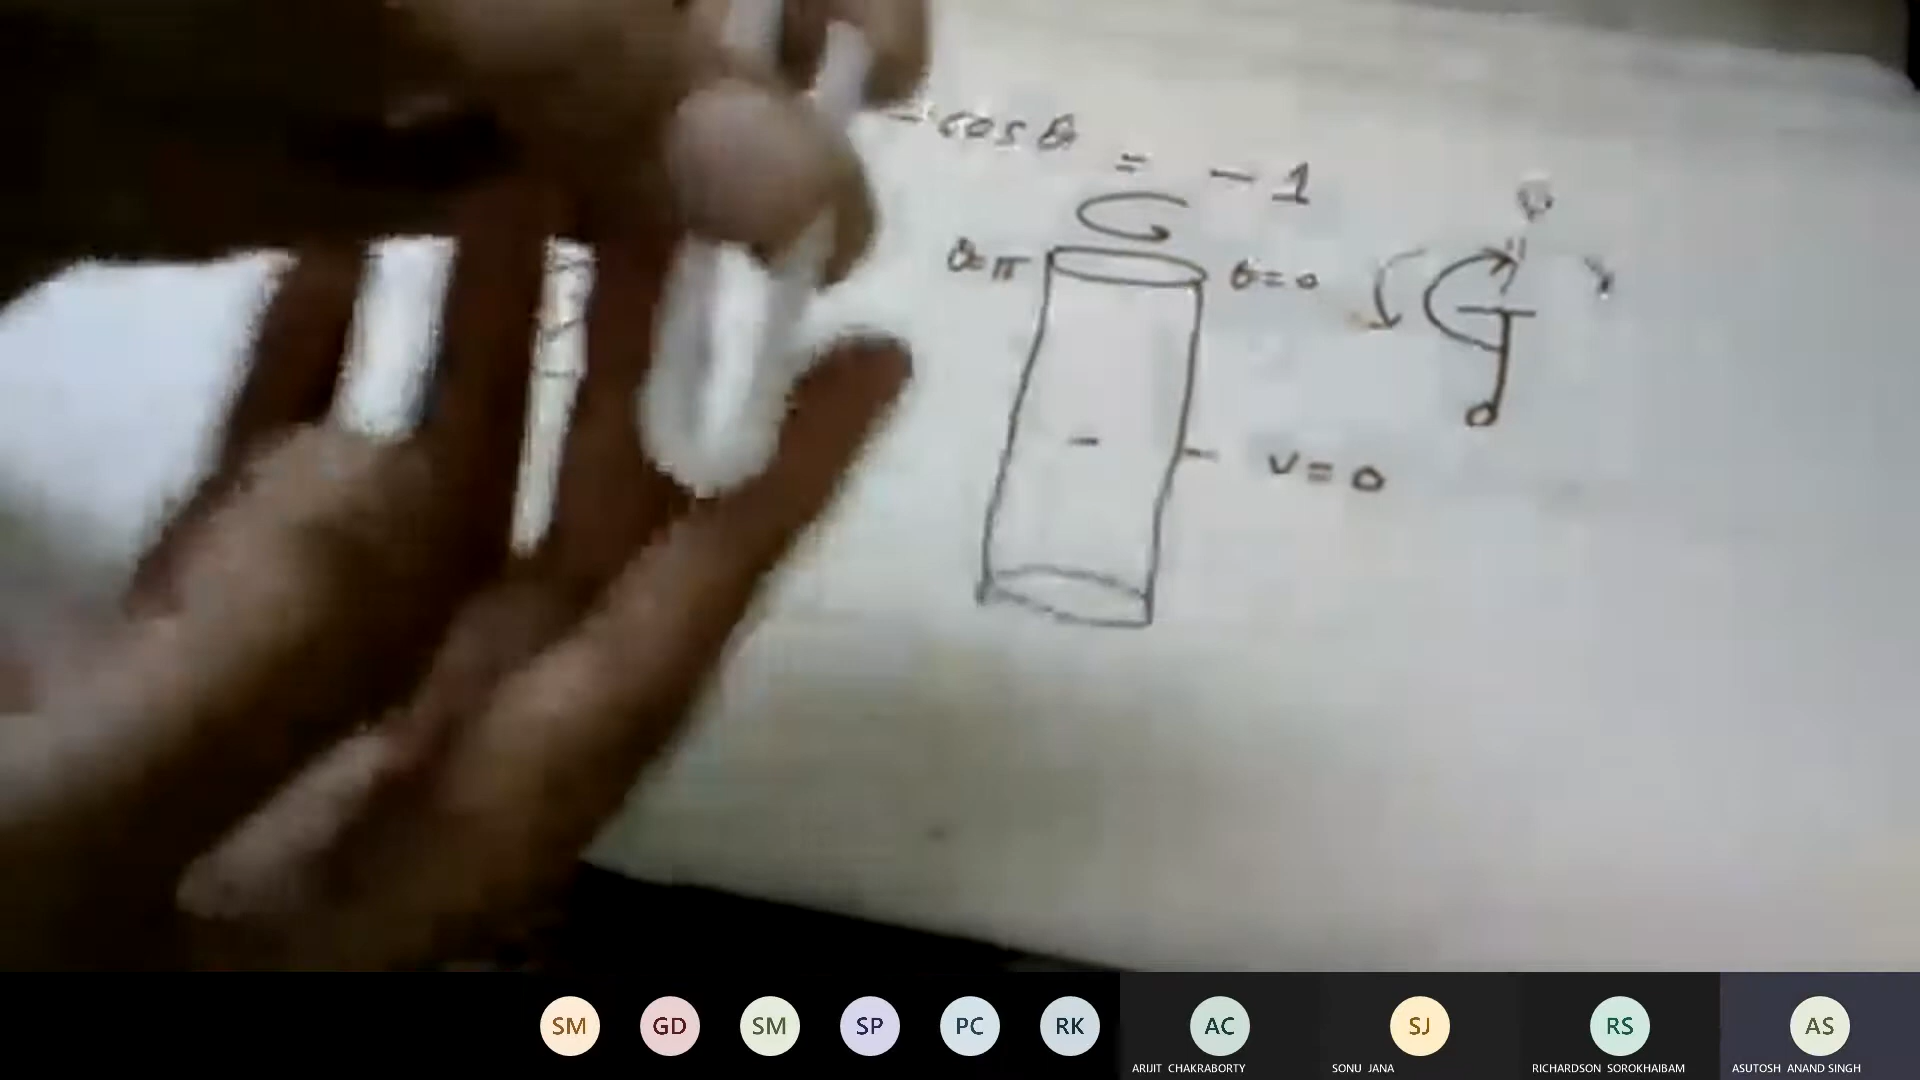 - cos θ = - 1
θ=π θ=0
v=0
SM GD SM SP PC RK AC SJ RS AS
ARIJIT CHAKRABORTY SONU JANA RICHARDSON SOROKHAIBAM ASUTOSH ANAND SINGH